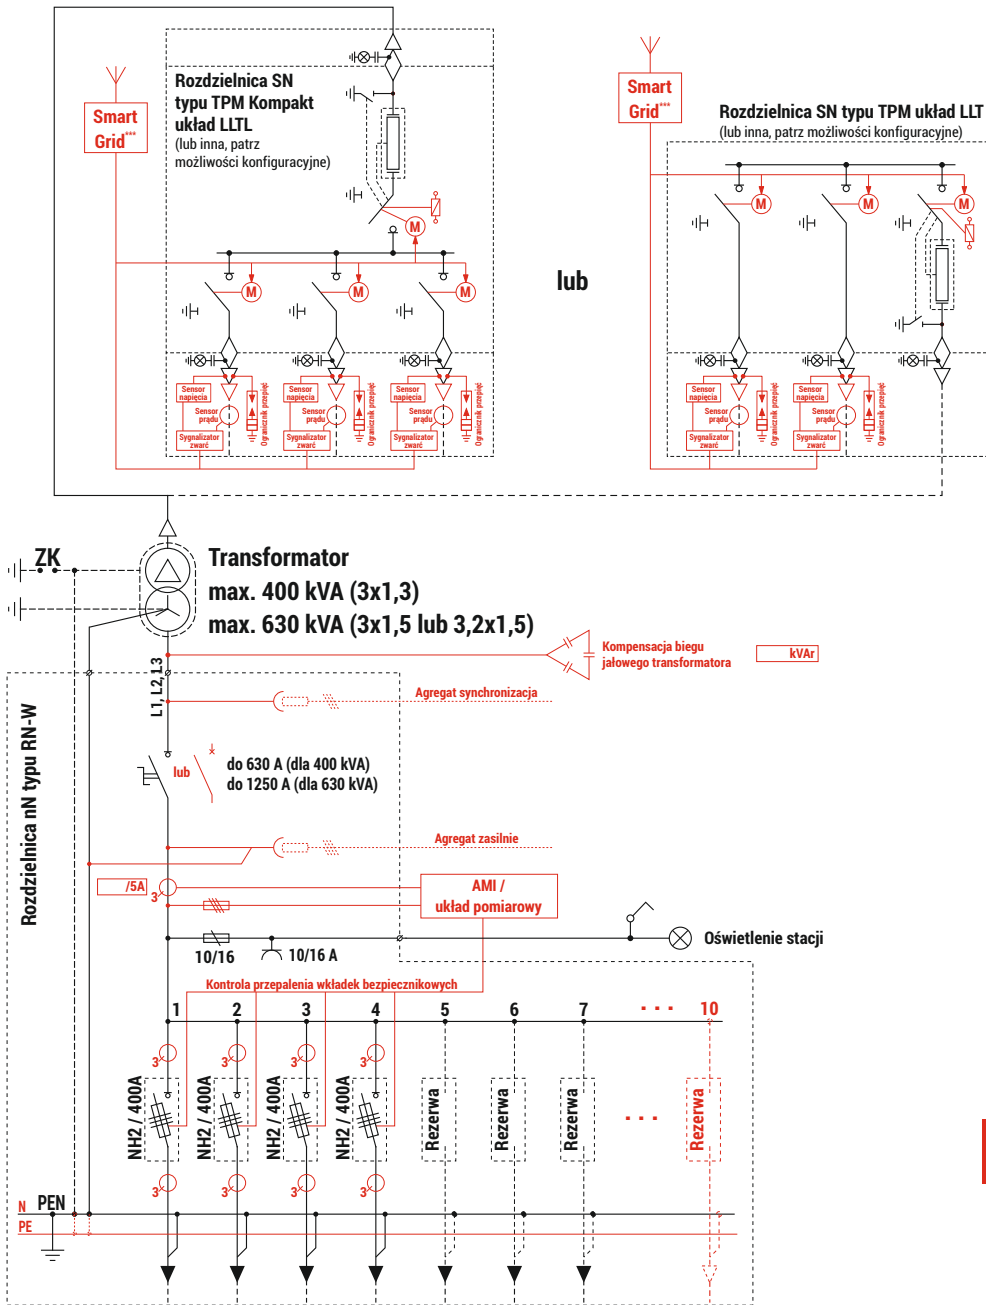 Rozdzielnica SN
typu TPM Kompakt
układ LLTL
(lub inna, patrz
możliwości konfiguracyjne)
Smart
Grid***
M
M
M
M
Sensor
napięcia
Sensor
prądu
Sygnalizator
zwarć
Ogranicznik przepięć
Sensor
napięcia
Sensor
prądu
Sygnalizator
zwarć
Ogranicznik przepięć
Sensor
napięcia
Sensor
prądu
Sygnalizator
zwarć
Ogranicznik przepięć
lub
Smart
Grid***
Rozdzielnica SN typu TPM układ LLT
(lub inna, patrz możliwości konfiguracyjne)
M
M
M
Sensor
napięcia
Sensor
prądu
Sygnalizator
zwarć
Ogranicznik przepięć
Sensor
napięcia
Sensor
prądu
Sygnalizator
zwarć
Ogranicznik przepięć
ZK
Transformator
max. 400 kVA (3x1,3)
max. 630 kVA (3x1,5 lub 3,2x1,5)
Kompensacja biegu
jałowego transformatora
kVAr
Rozdzielnica nN typu RN-W
L1, L2, L3
Agregat synchronizacja
lub
do 630 A (dla 400 kVA)
do 1250 A (dla 630 kVA)
Agregat zasilnie
/5A
3
AMI /
układ pomiarowy
10/16
10/16 A
Oświetlenie stacji
Kontrola przepalenia wkładek bezpiecznikowych
1 2 3 4 5 6 7 ... 10
3 3 3 3
NH2 / 400A
NH2 / 400A
NH2 / 400A
NH2 / 400A
Rezerwa
Rezerwa
Rezerwa
...
Rezerwa
3 3 3 3
N PEN
PE